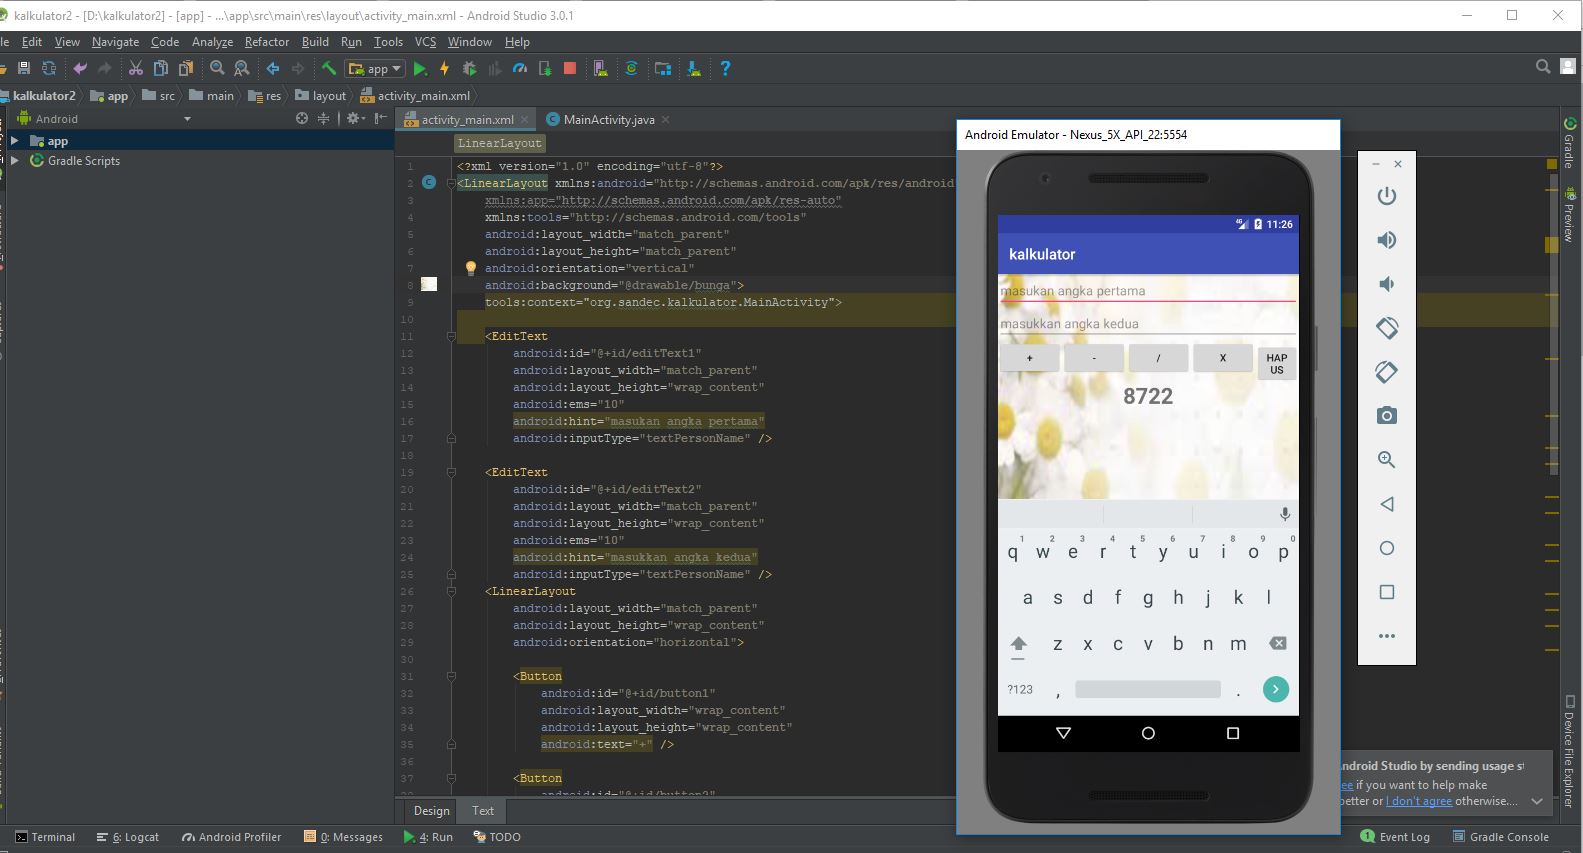 kalkulator2 - [D:\kalkulator2] - [app] - ...\app\src\main\res\layout\activity_main.xml - Android Studio 3.0.1
le Edit View Navigate Code Analyze Refactor Build Run Tools VCS Window Help
app
kalkulator2 app src main res layout activity_main.xml
Android
activity_main.xml MainActivity.java
app
Gradle Scripts
LinearLayout
1 <?xml version="1.0" encoding="utf-8"?>
2 <LinearLayout xmlns:android="http://schemas.android.com/apk/res/android
3 xmlns:app="http://schemas.android.com/apk/res-auto"
4 xmlns:tools="http://schemas.android.com/tools"
5 android:layout_width="match_parent"
6 android:layout_height="match_parent"
7 android:orientation="vertical"
8 android:background="@drawable/bunga">
9 tools:context="org.sandec.kalkulator.MainActivity">
10
11 <EditText
12 android:id="@+id/editText1"
13 android:layout_width="match_parent"
14 android:layout_height="wrap_content"
15 android:ems="10"
16 android:hint="masukan angka pertama"
17 android:inputType="textPersonName" />
18
19 <EditText
20 android:id="@+id/editText2"
21 android:layout_width="match_parent"
22 android:layout_height="wrap_content"
23 android:ems="10"
24 android:hint="masukkan angka kedua"
25 android:inputType="textPersonName" />
26 <LinearLayout
27 android:layout_width="match_parent"
28 android:layout_height="wrap_content"
29 android:orientation="horizontal">
30
31 <Button
32 android:id="@+id/button1"
33 android:layout_width="wrap_content"
34 android:layout_height="wrap_content"
35 android:text="+" />
36
37 <Button
android:id="@+id/button2"
Design Text
Android Emulator - Nexus_5X_API_22:5554
4G 11:26
kalkulator
masukan angka pertama
masukkan angka kedua
+ - / X HAP
US
8722
1 2 3 4 5 6 7 8 9 0
q w e r t y u i o p
a s d f g h j k l
z x c v b n m
?123 , .
Gradle
Preview
Device File Explorer
Android Studio by sending usage st
ee if you want to help make
etter or I don't agree otherwise....
Terminal 6: Logcat Android Profiler 0: Messages 4: Run TODO
1 Event Log Gradle Console